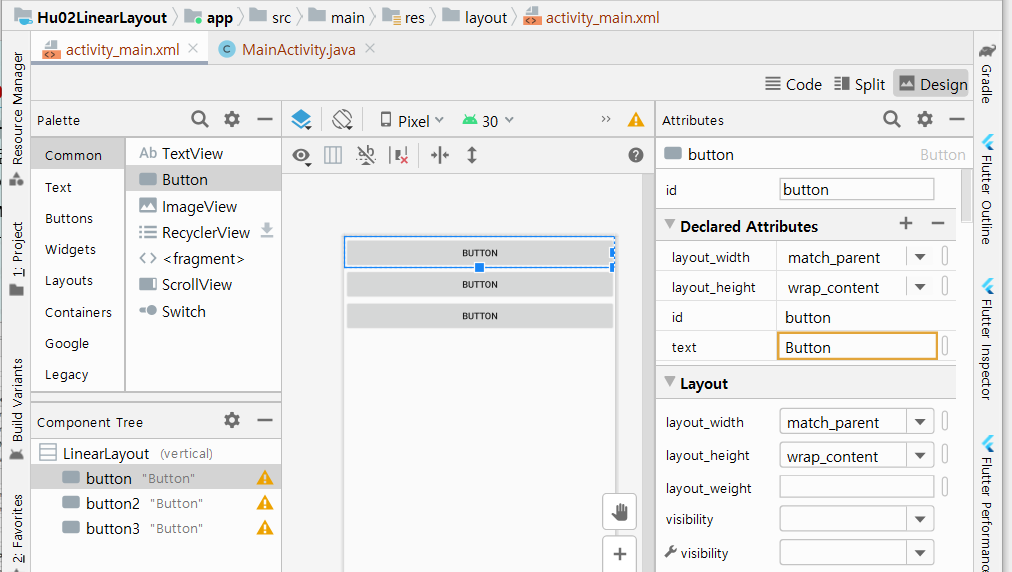 Hu02LinearLayout
app
src
main
res
layout
activity_main.xml
activity_main.xml
MainActivity.java
Code
Split
Design
Resource Manager
1: Project
Build Variants
2: Favorites
Palette
Common
Text
Buttons
Widgets
Layouts
Containers
Google
Legacy
Ab TextView
Button
ImageView
RecyclerView
<fragment>
ScrollView
Switch
Component Tree
LinearLayout (vertical)
button "Button"
button2 "Button"
button3 "Button"
Pixel
30
BUTTON
BUTTON
BUTTON
Attributes
button Button
id button
Declared Attributes
layout_width match_parent
layout_height wrap_content
id button
text Button
Layout
layout_width match_parent
layout_height wrap_content
layout_weight
visibility
visibility
Gradle
Flutter Outline
Flutter Inspector
Flutter Performance